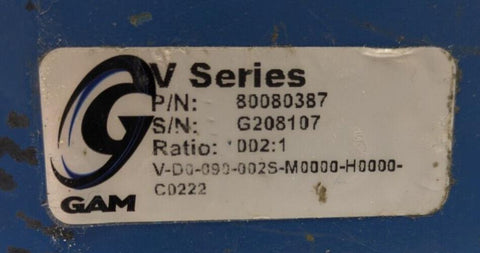 V Series
P/N: 80080387
S/N: G208107
Ratio: 002:1
V-D0-090-002S-M0000-H0000-
C0222
GAM